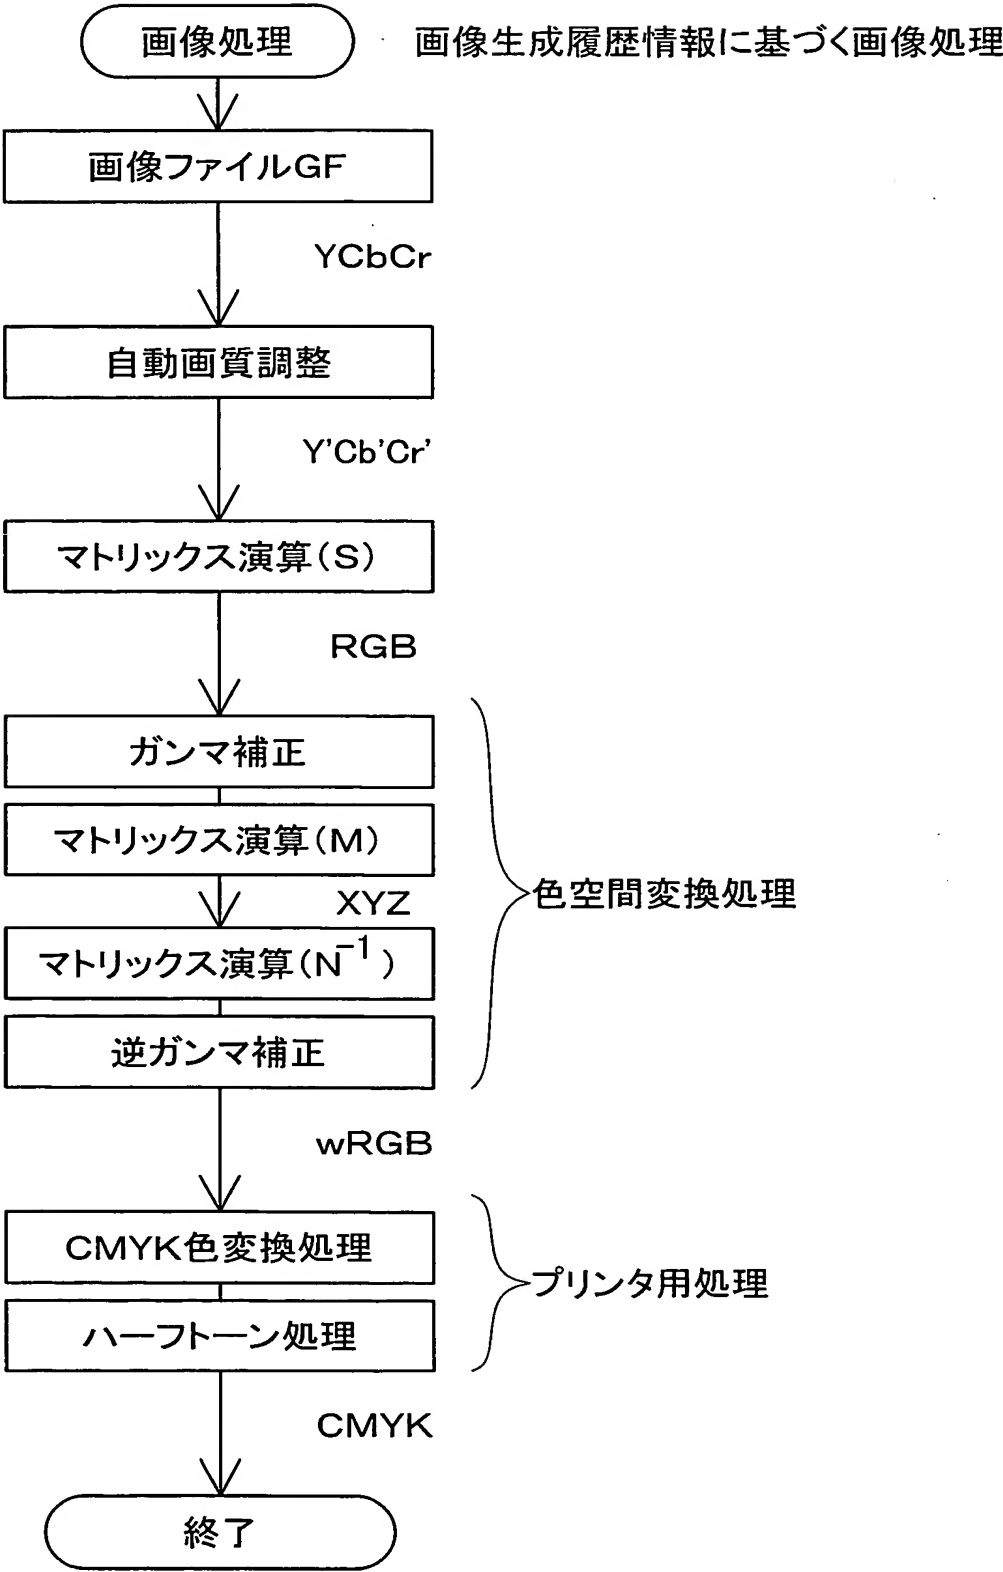 画像処理
画像生成履歴情報に基づく画像処理
画像ファイルGF
YCbCr
自動画質調整
Y'Cb'Cr'
マトリックス演算(S)
RGB
ガンマ補正
マトリックス演算(M)
XYZ
色空間変換処理
マトリックス演算(N⁻¹)
逆ガンマ補正
wRGB
CMYK色変換処理
プリンタ用処理
ハーフトーン処理
CMYK
終了